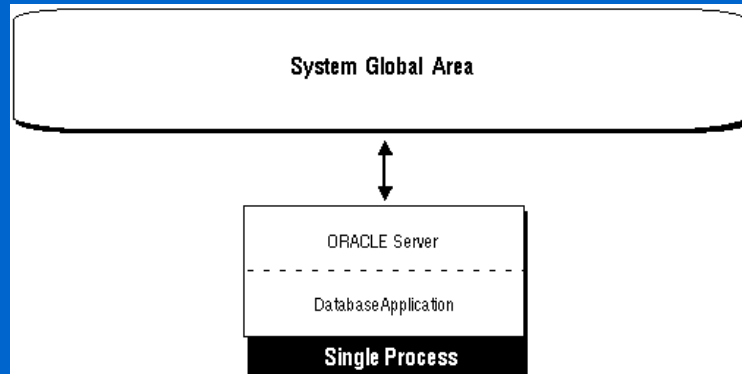 System Global Area
ORACLE Server
DatabaseApplication
Single Process